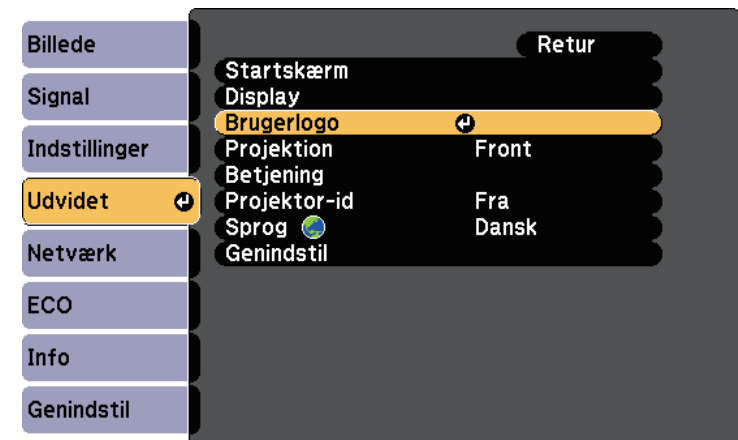 Billede
Signal
Indstillinger
Udvidet
Netværk
ECO
Info
Genindstil
Retur
Startskærm
Display
Brugerlogo
Projektion Front
Betjening
Projektor-id Fra
Sprog Dansk
Genindstil